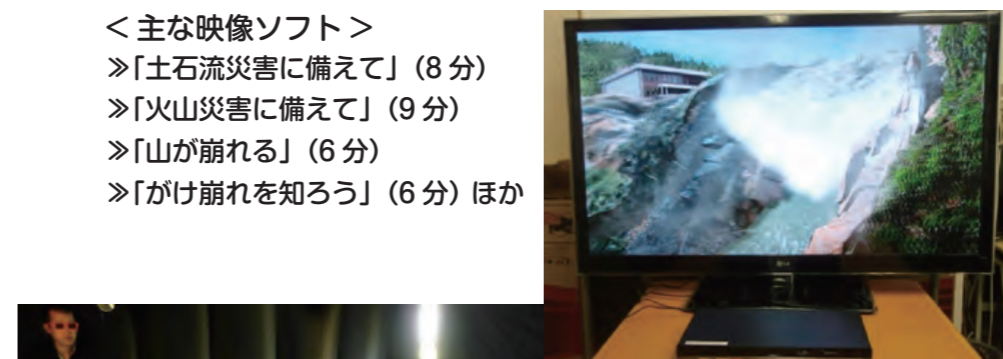 ＜主な映像ソフト＞
≫「土石流災害に備えて」（8分）
≫「火山災害に備えて」（9分）
≫「山が崩れる」（6分）
≫「がけ崩れを知ろう」（6分）ほか
LG